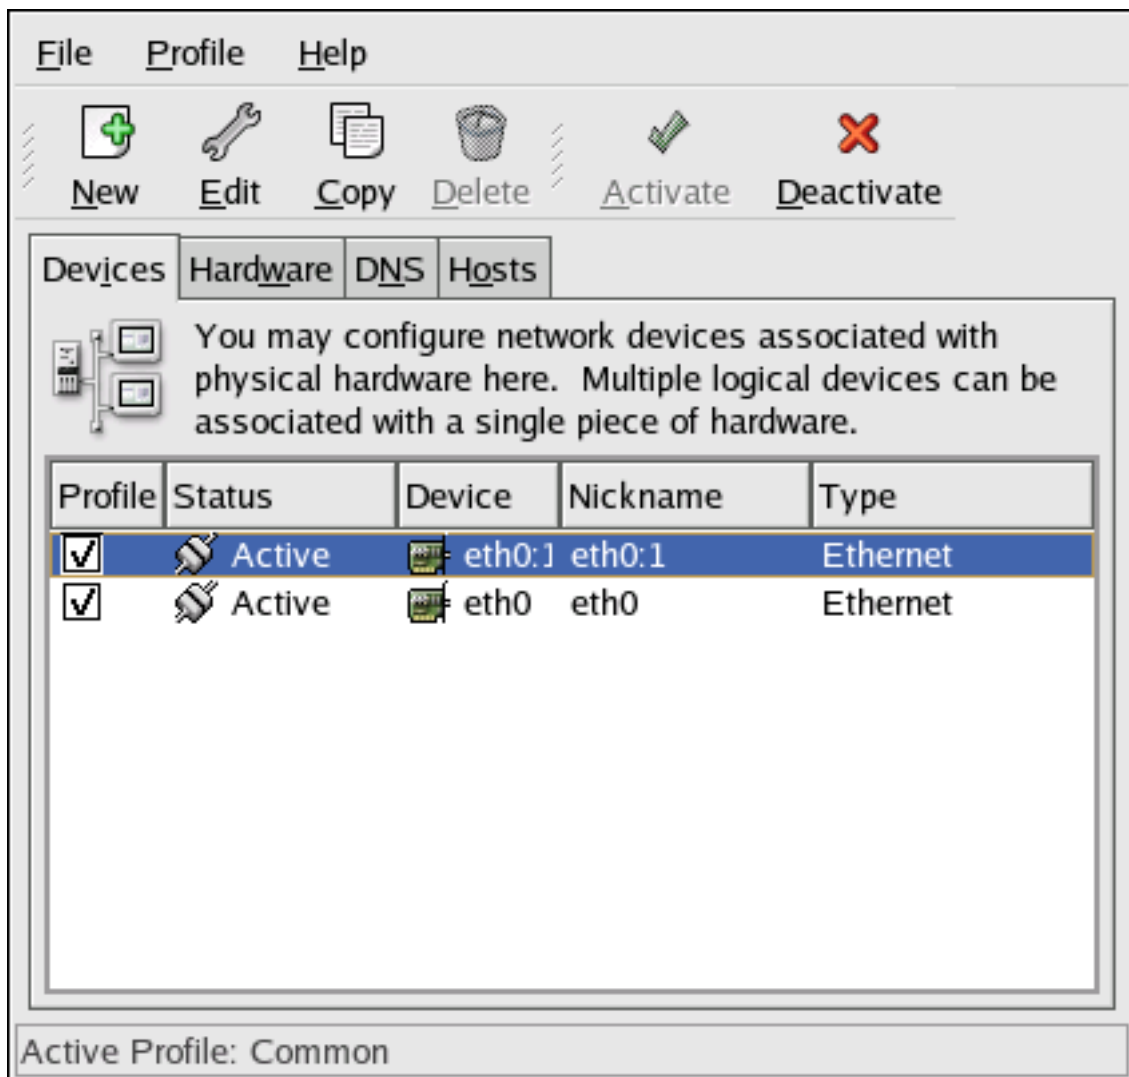 File Profile Help
New Edit Copy Delete Activate Deactivate
Devices Hardware DNS Hosts
You may configure network devices associated with
physical hardware here. Multiple logical devices can be
associated with a single piece of hardware.
Profile Status Device Nickname Type
Active eth0:1 eth0:1 Ethernet
Active eth0 eth0 Ethernet
Active Profile: Common